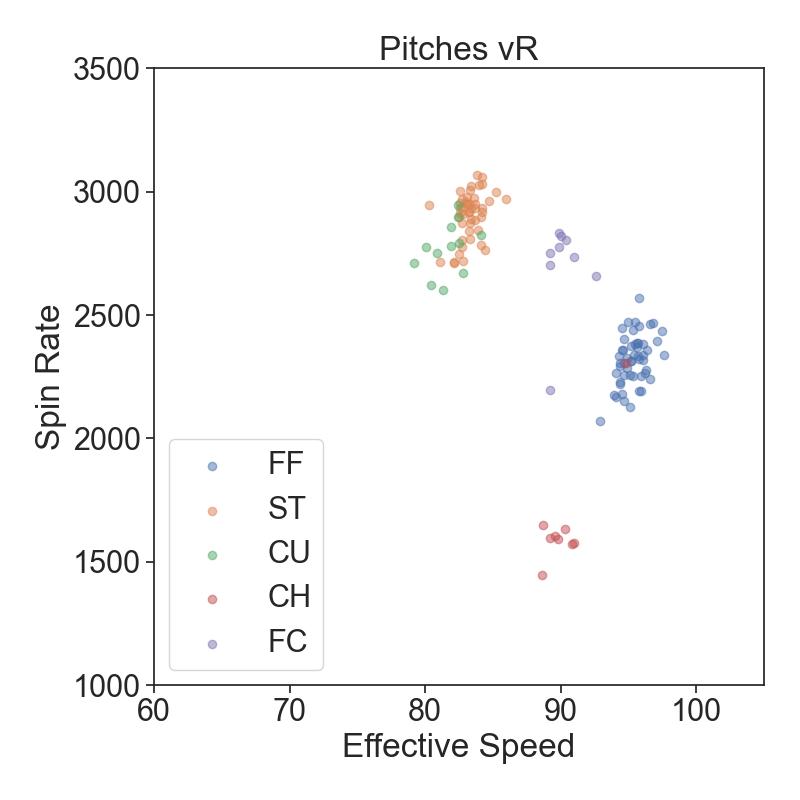 Pitches vR
3500
3000
2500
2000
1500
1000
Spin Rate
FF
ST
CU
CH
FC
60 70 80 90 100
Effective Speed